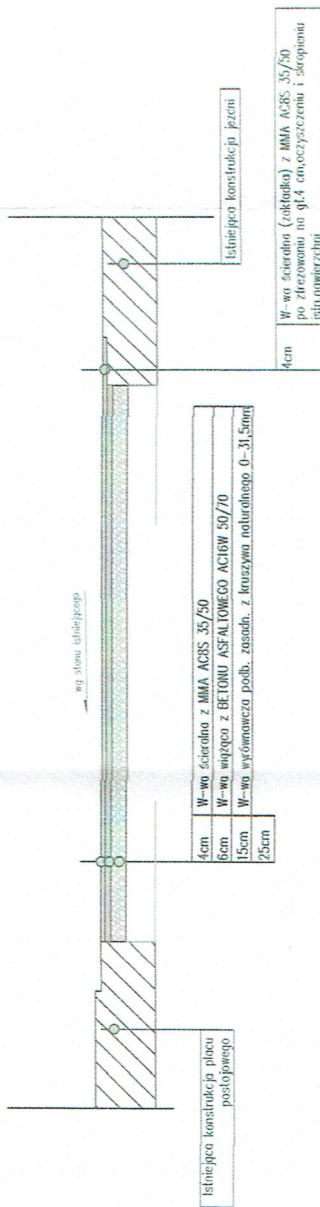 wg stanu istniejącego
Istniejąca konstrukcja placu
postojowego
4cm W-wa ścieralna z MMA AC8S 35/50
6cm W-wa wiążąca z BETONU ASFALTOWEGO AC16W 50/70
15cm W-wa wyrównawcza podb. zasadn. z kruszywa naturalnego 0-31,5mm
25cm
Istniejąca konstrukcja jezdni
4cm W-wa ścieralna (zakładka) z MMA AC8S 35/50
po zfrezowaniu na gł.4 cm,oczyszczeniu i skropieniu
istn.nawierzchni